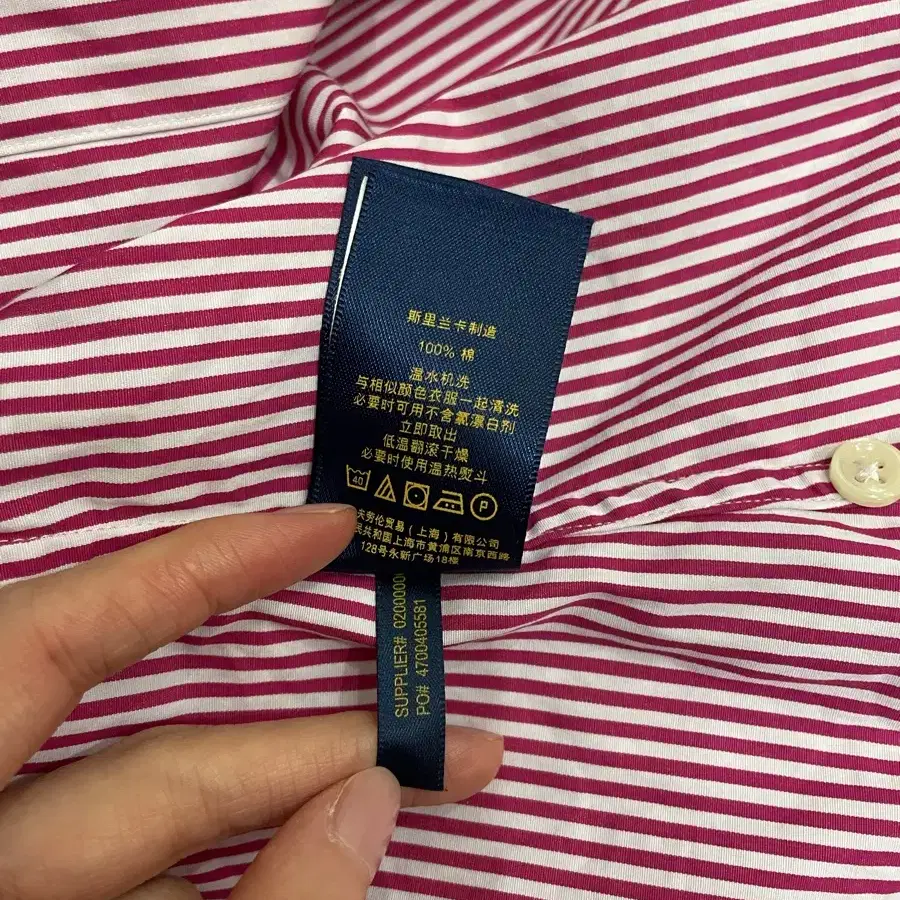 斯里兰卡制造
100% 棉
温水机洗
与相似颜色衣服一起清洗
必要时可用不含氯漂白剂
立即取出
低温翻滚干燥
必要时使用温热熨斗
40 P
夫劳伦贸易（上海）有限公司
民共和国上海市黄浦区南京西路
128号永新广场18楼
SUPPLIER# 0200000
PO# 4700405581